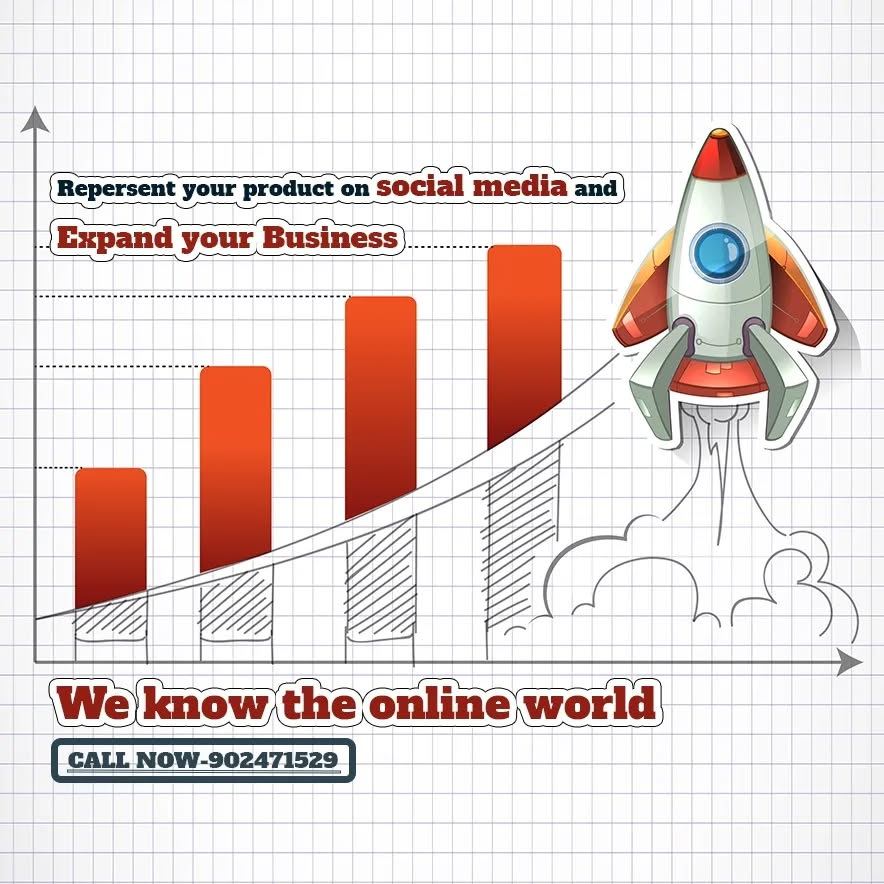 Repersent your product on social media and
Expand your Business
We know the online world
CALL NOW-902471529